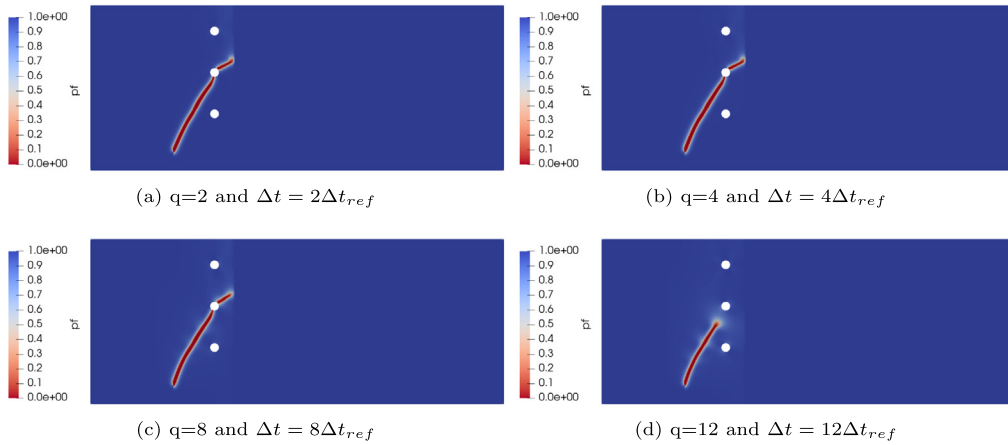 1.0e+00
0.9
0.8
0.7
0.6
0.5
0.4
0.3
0.2
0.1
0.0e+00
pf
(a) q=2 and Δt = 2Δt_ref
1.0e+00
0.9
0.8
0.7
0.6
0.5
0.4
0.3
0.2
0.1
0.0e+00
pf
(b) q=4 and Δt = 4Δt_ref
1.0e+00
0.9
0.8
0.7
0.6
0.5
0.4
0.3
0.2
0.1
0.0e+00
pf
(c) q=8 and Δt = 8Δt_ref
1.0e+00
0.9
0.8
0.7
0.6
0.5
0.4
0.3
0.2
0.1
0.0e+00
pf
(d) q=12 and Δt = 12Δt_ref